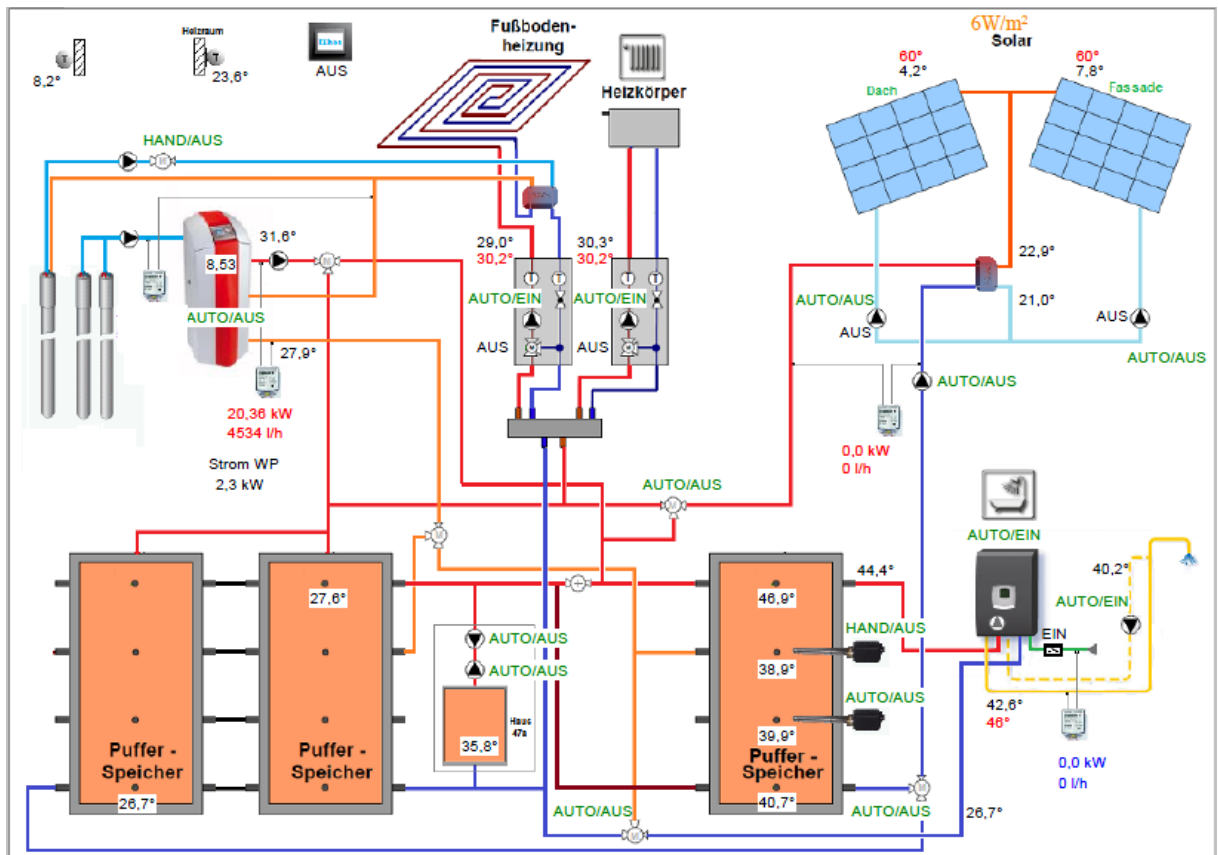 Fußboden-
heizung
6W/m²
Solar
Heizraum
8,2°
23,6°
AUS
Heizkörper
60°
4,2°
60°
7,8°
Dach
Fassade
HAND/AUS
31,6°
8,53
AUTO/AUS
27,9°
20,36 kW
4534 l/h
Strom WP
2,3 kW
29,0°
30,2°
30,3°
30,2°
T
T
T
T
AUTO/EIN
AUTO/EIN
AUS
AUS
22,9°
21,0°
AUTO/AUS
AUS
AUS
AUTO/AUS
AUTO/AUS
0,0 kW
0 l/h
AUTO/AUS
AUTO/EIN
40,2°
AUTO/EIN
EIN
27,6°
46,9°
44,4°
HAND/AUS
38,9°
AUTO/AUS
39,9°
AUTO/AUS
AUTO/AUS
Haus
47a
35,8°
Puffer -
Speicher
26,7°
Puffer -
Speicher
Puffer -
Speicher
40,7°
AUTO/AUS
AUTO/AUS
26,7°
42,6°
46°
0,0 kW
0 l/h